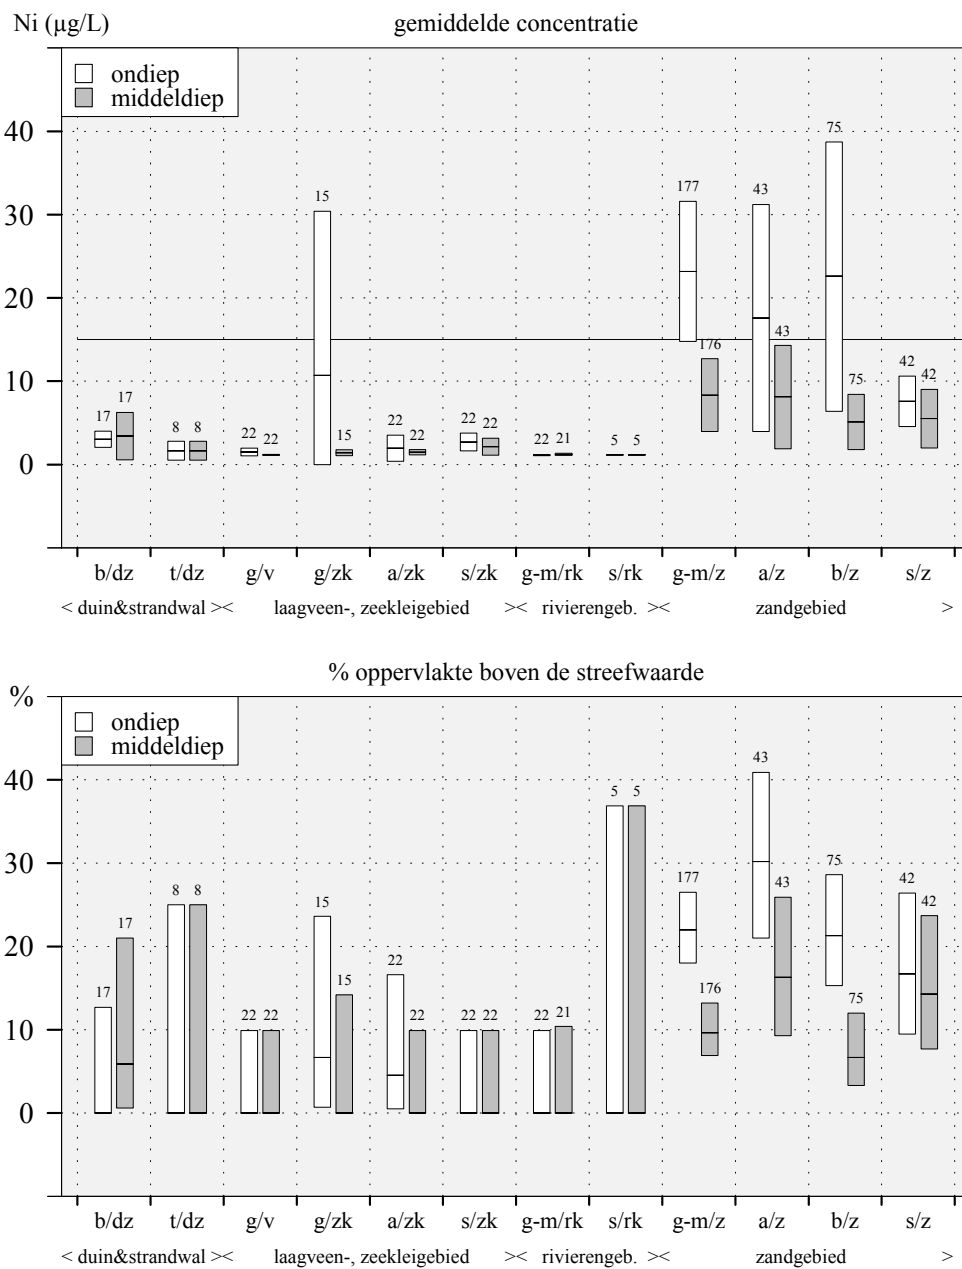 Ni (µg/L) gemiddelde concentratie
ondiep
middeldiep
40
30
20
10
0
17 17 8 8 22 22 15 15 22 22 22 22 22 21 5 5 177 176 43 43 75 75 42 42
b/dz t/dz g/v g/zk a/zk s/zk g-m/rk s/rk g-m/z a/z b/z s/z
< duin&strandwal >< laagveen-, zeekleigebied >< rivierengeb. >< zandgebied >
% oppervlakte boven de streefwaarde
%
ondiep
middeldiep
40
30
20
10
0
17 17 8 8 22 22 15 15 22 22 22 22 22 21 5 5 177 176 43 43 75 75 42 42
b/dz t/dz g/v g/zk a/zk s/zk g-m/rk s/rk g-m/z a/z b/z s/z
< duin&strandwal >< laagveen-, zeekleigebied >< rivierengeb. >< zandgebied >